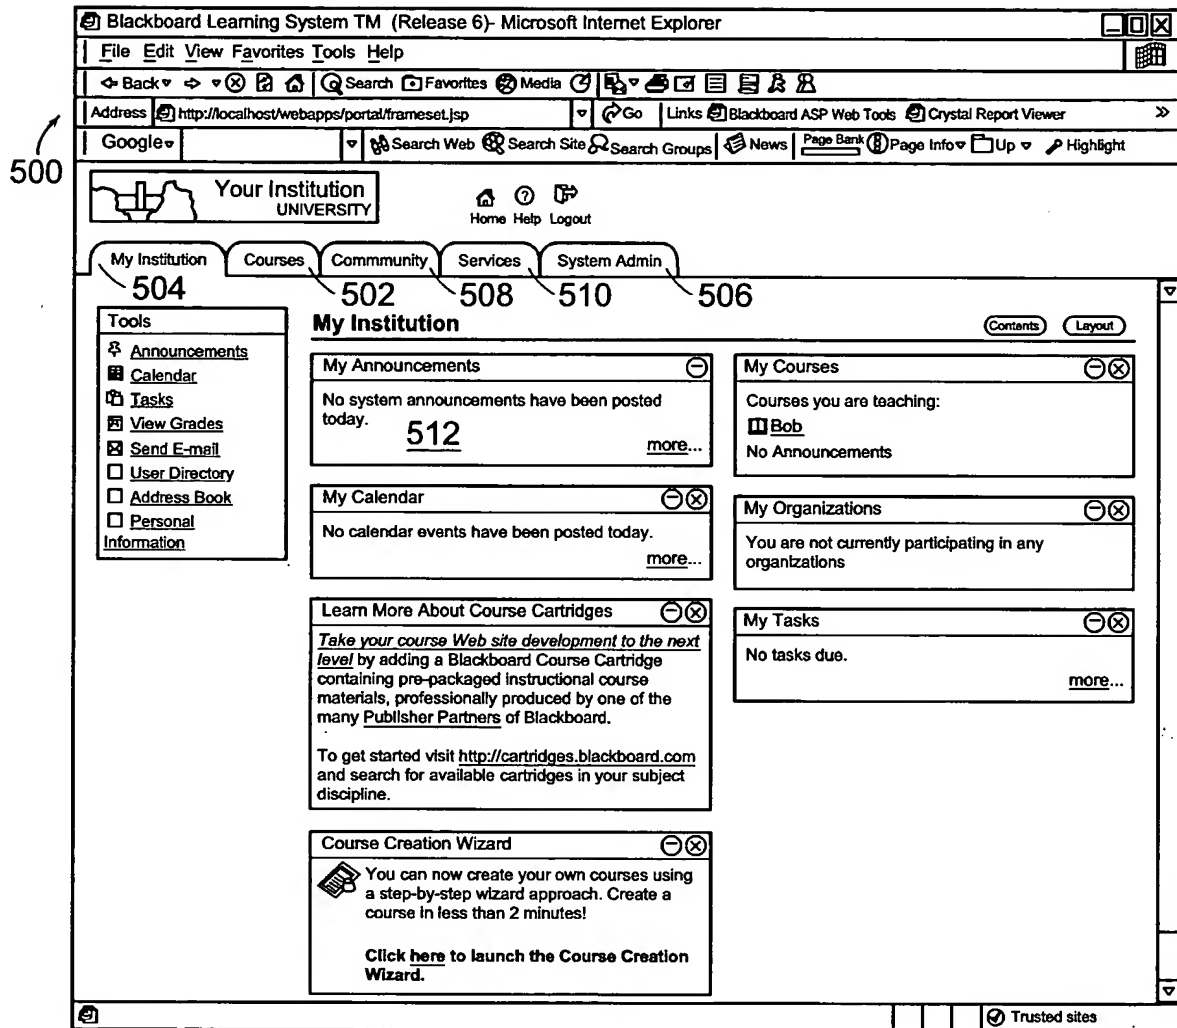 Blackboard Learning System TM (Release 6)- Microsoft Internet Explorer
File Edit View Favorites Tools Help
Back Search Favorites Media
Address http://localhost/webapps/portal/frameset.jsp Go Links Blackboard ASP Web Tools Crystal Report Viewer »
500
Google Search Web Search Site Search Groups News Page Bank Page Info Up Highlight
Your Institution
UNIVERSITY
Home Help Logout
My Institution Courses Commmunity Services System Admin
504 502 508 510 506
Tools
Announcements
Calendar
Tasks
View Grades
Send E-mail
User Directory
Address Book
Personal
Information
My Institution
Contents Layout
My Announcements
No system announcements have been posted
today.
512
more...
My Calendar
No calendar events have been posted today.
more...
Learn More About Course Cartridges
Take your course Web site development to the next
level by adding a Blackboard Course Cartridge
containing pre-packaged instructional course
materials, professionally produced by one of the
many Publisher Partners of Blackboard.
To get started visit http://cartridges.blackboard.com
and search for available cartridges in your subject
discipline.
Course Creation Wizard
You can now create your own courses using
a step-by-step wizard approach. Create a
course in less than 2 minutes!
Click here to launch the Course Creation
Wizard.
My Courses
Courses you are teaching:
Bob
No Announcements
My Organizations
You are not currently participating in any
organizations
My Tasks
No tasks due.
more...
Trusted sites